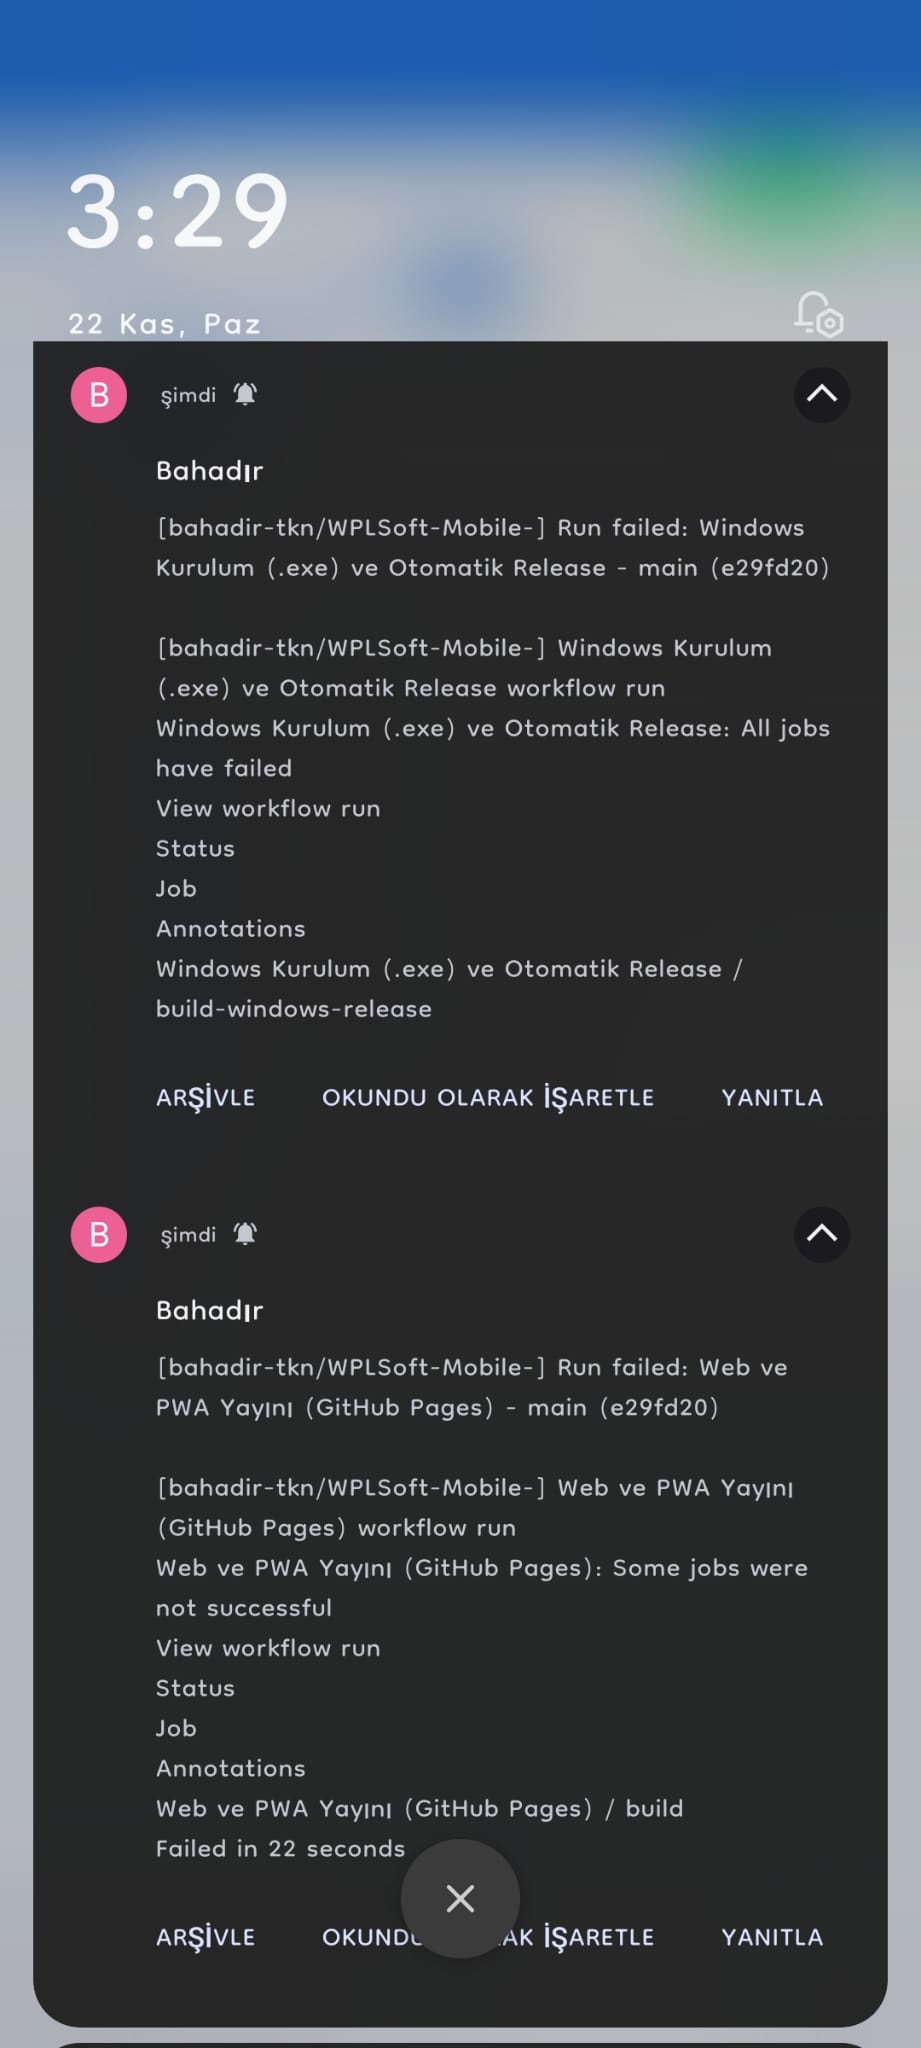 3:29
22 Kas, Paz
B
şimdi
Bahadır
[bahadir-tkn/WPLSoft-Mobile-] Run failed: Windows
Kurulum (.exe) ve Otomatik Release - main (e29fd20)
[bahadir-tkn/WPLSoft-Mobile-] Windows Kurulum
(.exe) ve Otomatik Release workflow run
Windows Kurulum (.exe) ve Otomatik Release: All jobs
have failed
View workflow run
Status
Job
Annotations
Windows Kurulum (.exe) ve Otomatik Release /
build-windows-release
ARŞİVLE OKUNDU OLARAK İŞARETLE YANITLA
B
şimdi
Bahadır
[bahadir-tkn/WPLSoft-Mobile-] Run failed: Web ve
PWA Yayını (GitHub Pages) - main (e29fd20)
[bahadir-tkn/WPLSoft-Mobile-] Web ve PWA Yayını
(GitHub Pages) workflow run
Web ve PWA Yayını (GitHub Pages): Some jobs were
not successful
View workflow run
Status
Job
Annotations
Web ve PWA Yayını (GitHub Pages) / build
Failed in 22 seconds
ARŞİVLE İŞARETLE YANITLA